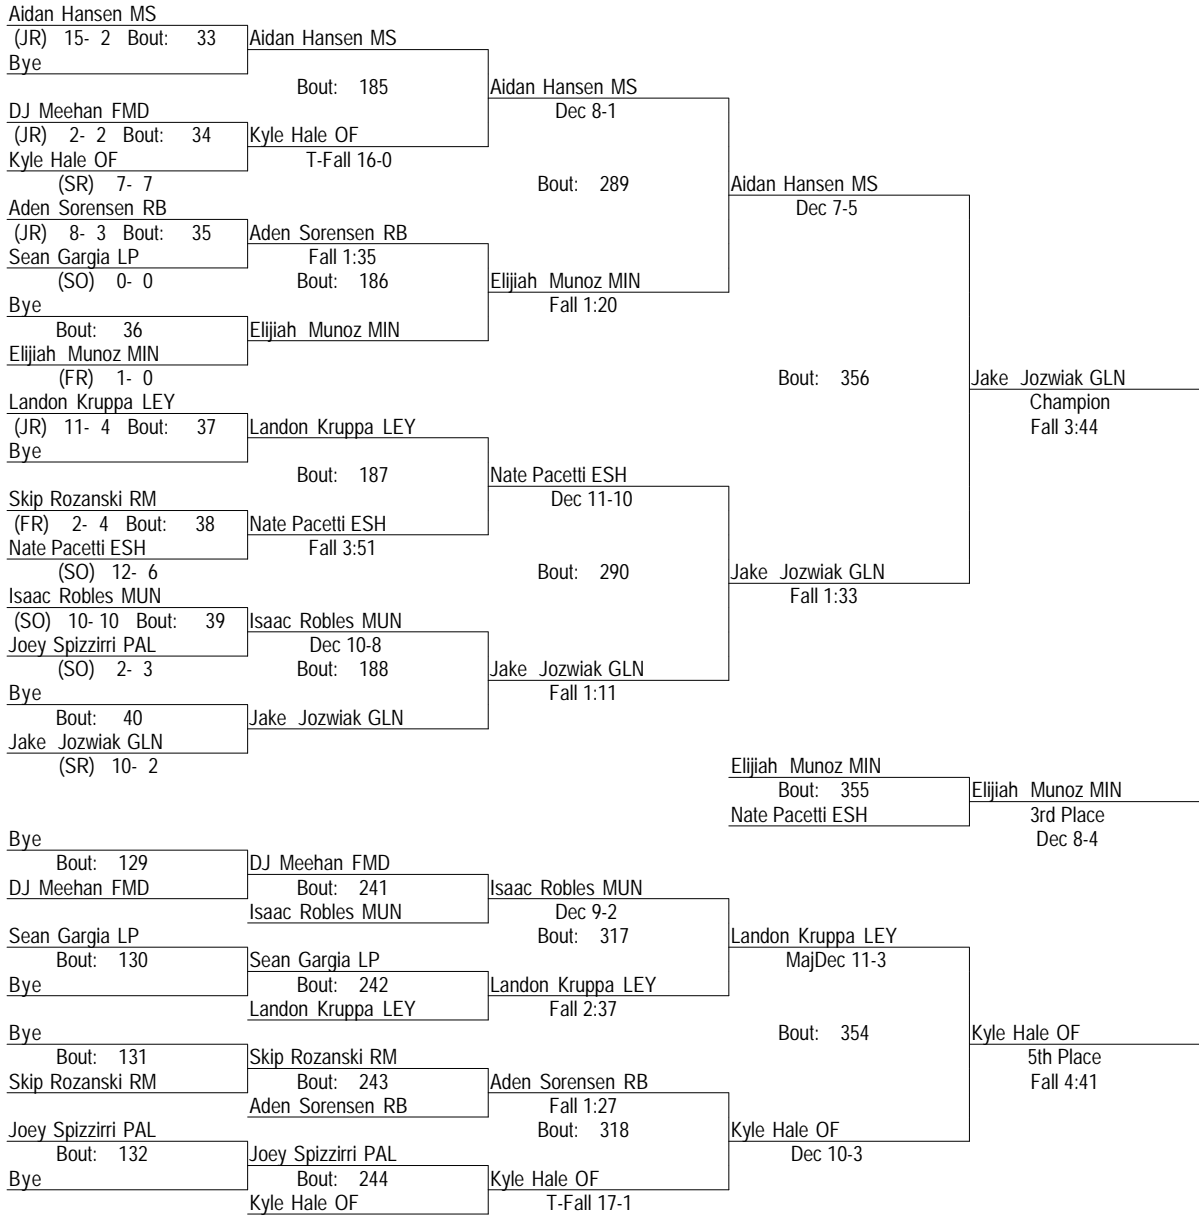 Aidan Hansen MS
(JR) 15- 2 Bout: 33 Aidan Hansen MS
Bye
Bout: 185 Aidan Hansen MS
DJ Meehan FMD Dec 8-1
(JR) 2- 2 Bout: 34 Kyle Hale OF
Kyle Hale OF T-Fall 16-0
(SR) 7- 7 Bout: 289 Aidan Hansen MS
Aden Sorensen RB Dec 7-5
(JR) 8- 3 Bout: 35 Aden Sorensen RB
Sean Gargia LP Fall 1:35
(SO) 0- 0 Bout: 186 Elijiah Munoz MIN
Bye Fall 1:20
Bout: 36 Elijiah Munoz MIN
Elijiah Munoz MIN
(FR) 1- 0 Bout: 356 Jake Jozwiak GLN
Landon Kruppa LEY Champion
(JR) 11- 4 Bout: 37 Landon Kruppa LEY Fall 3:44
Bye
Bout: 187 Nate Pacetti ESH
Skip Rozanski RM Dec 11-10
(FR) 2- 4 Bout: 38 Nate Pacetti ESH
Nate Pacetti ESH Fall 3:51
(SO) 12- 6 Bout: 290 Jake Jozwiak GLN
Isaac Robles MUN Fall 1:33
(SO) 10- 10 Bout: 39 Isaac Robles MUN
Joey Spizzirri PAL Dec 10-8
(SO) 2- 3 Bout: 188 Jake Jozwiak GLN
Bye Fall 1:11
Bout: 40 Jake Jozwiak GLN
Jake Jozwiak GLN
(SR) 10- 2 Elijiah Munoz MIN
Bout: 355 Elijiah Munoz MIN
Nate Pacetti ESH 3rd Place
Bye Dec 8-4
Bout: 129 DJ Meehan FMD
DJ Meehan FMD Bout: 241 Isaac Robles MUN
Isaac Robles MUN Dec 9-2
Sean Gargia LP Bout: 317 Landon Kruppa LEY
Bout: 130 Sean Gargia LP MajDec 11-3
Bye Bout: 242 Landon Kruppa LEY
Landon Kruppa LEY Fall 2:37
Bye Bout: 354 Kyle Hale OF
Bout: 131 Skip Rozanski RM 5th Place
Skip Rozanski RM Bout: 243 Aden Sorensen RB Fall 4:41
Aden Sorensen RB Fall 1:27
Joey Spizzirri PAL Bout: 318 Kyle Hale OF
Bout: 132 Joey Spizzirri PAL Dec 10-3
Bye Bout: 244 Kyle Hale OF
Kyle Hale OF T-Fall 17-1